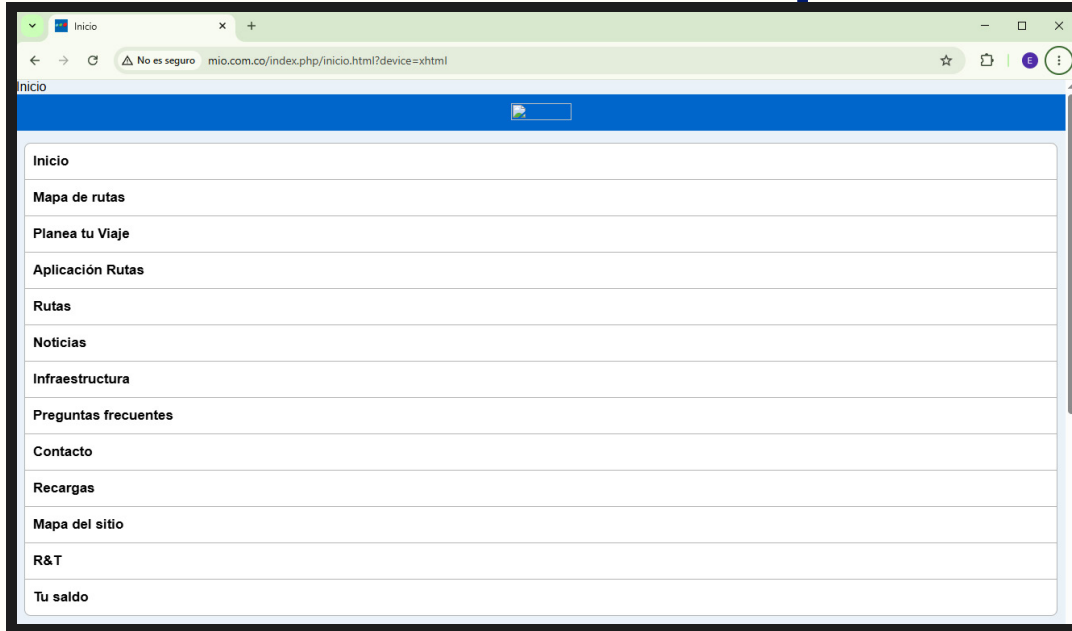 Inicio
No es seguro mio.com.co/index.php/inicio.html?device=xhtml
E
Inicio
Inicio
Mapa de rutas
Planea tu Viaje
Aplicación Rutas
Rutas
Noticias
Infraestructura
Preguntas frecuentes
Contacto
Recargas
Mapa del sitio
R&T
Tu saldo